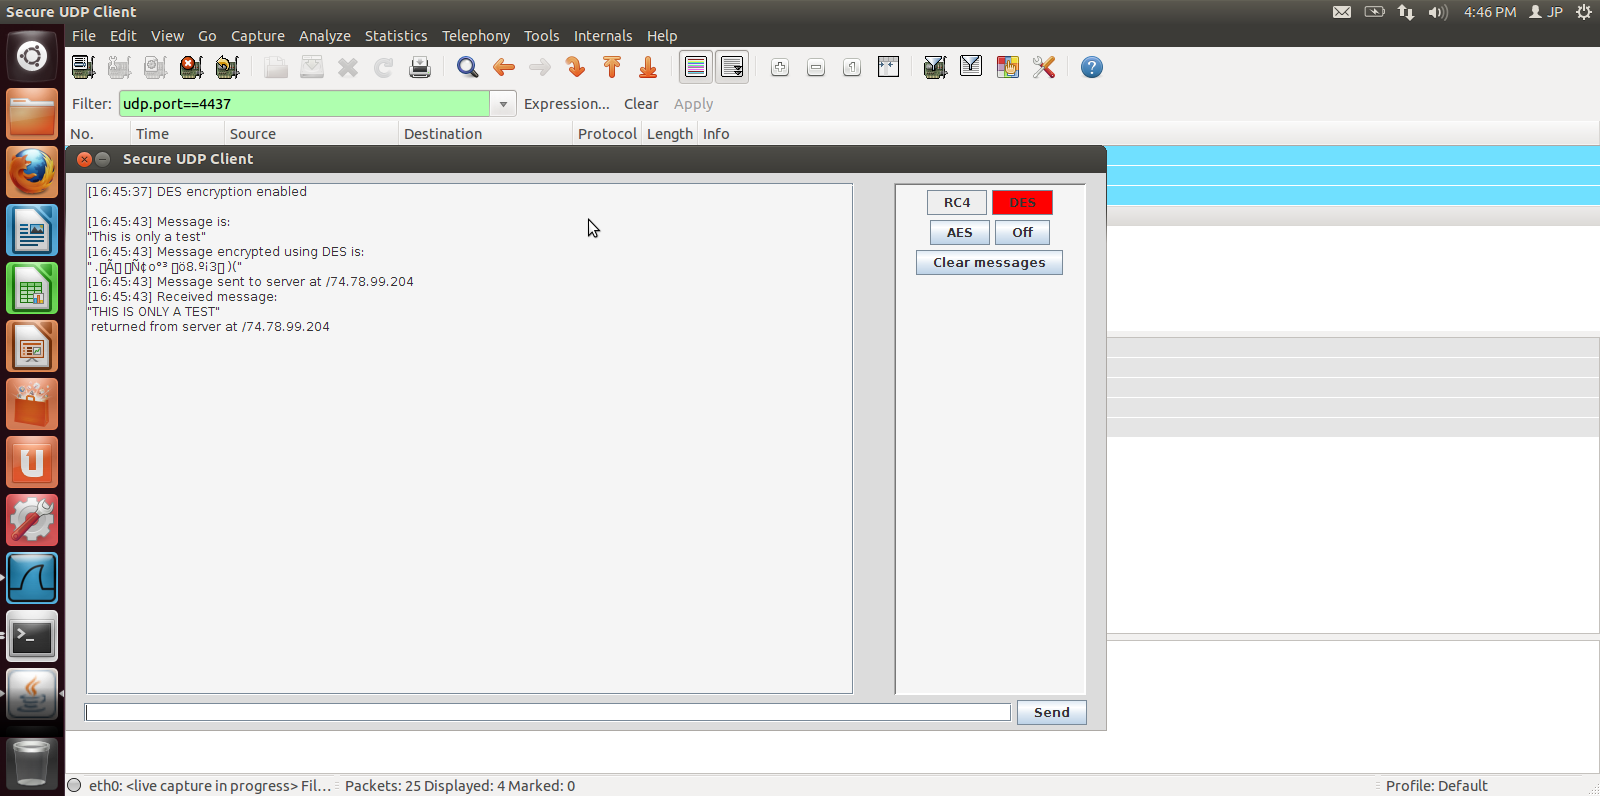 Secure UDP Client
4:46 PM JP
File Edit View Go Capture Analyze Statistics Telephony Tools Internals Help
Filter: udp.port==4437 Expression... Clear Apply
No. Time Source Destination Protocol Length Info
Secure UDP Client
[16:45:37] DES encryption enabled
[16:45:43] Message is:
"This is only a test"
[16:45:43] Message encrypted using DES is:
[16:45:43] Message sent to server at /74.78.99.204
[16:45:43] Received message:
"THIS IS ONLY A TEST"
returned from server at /74.78.99.204
RC4 DES
AES Off
Clear messages
Send
eth0: <live capture in progress> Fil... Packets: 25 Displayed: 4 Marked: 0 Profile: Default